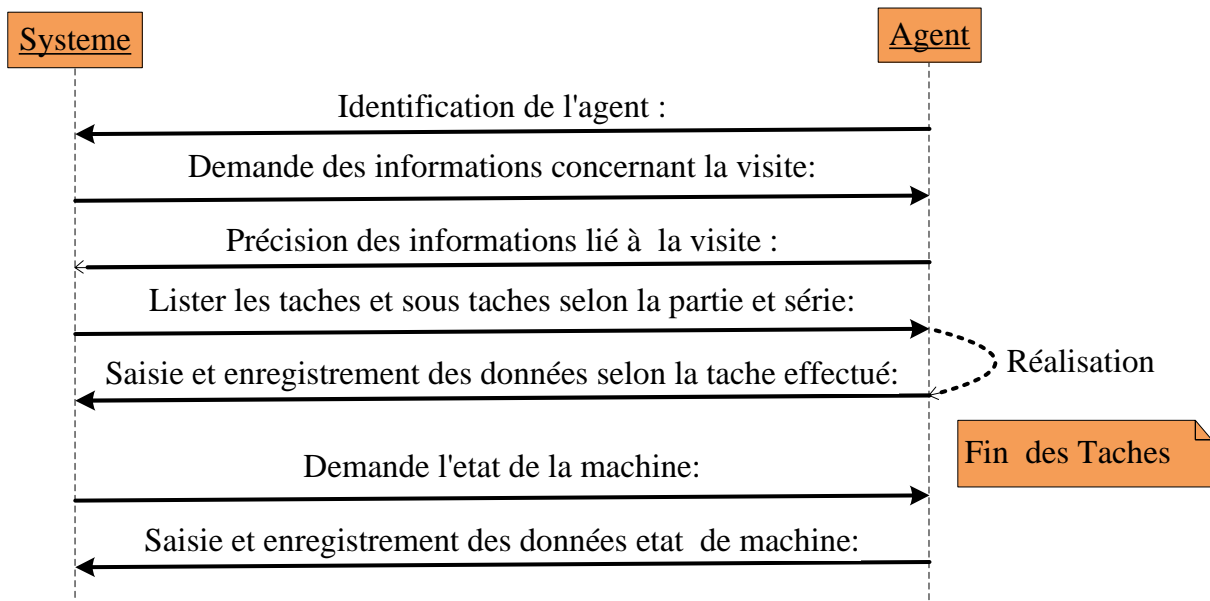 Systeme
Agent
Identification de l'agent :
Demande des informations concernant la visite:
Précision des informations lié à la visite :
Lister les taches et sous taches selon la partie et série:
Réalisation
Saisie et enregistrement des données selon la tache effectué:
Fin des Taches
Demande l'etat de la machine:
Saisie et enregistrement des données etat de machine: